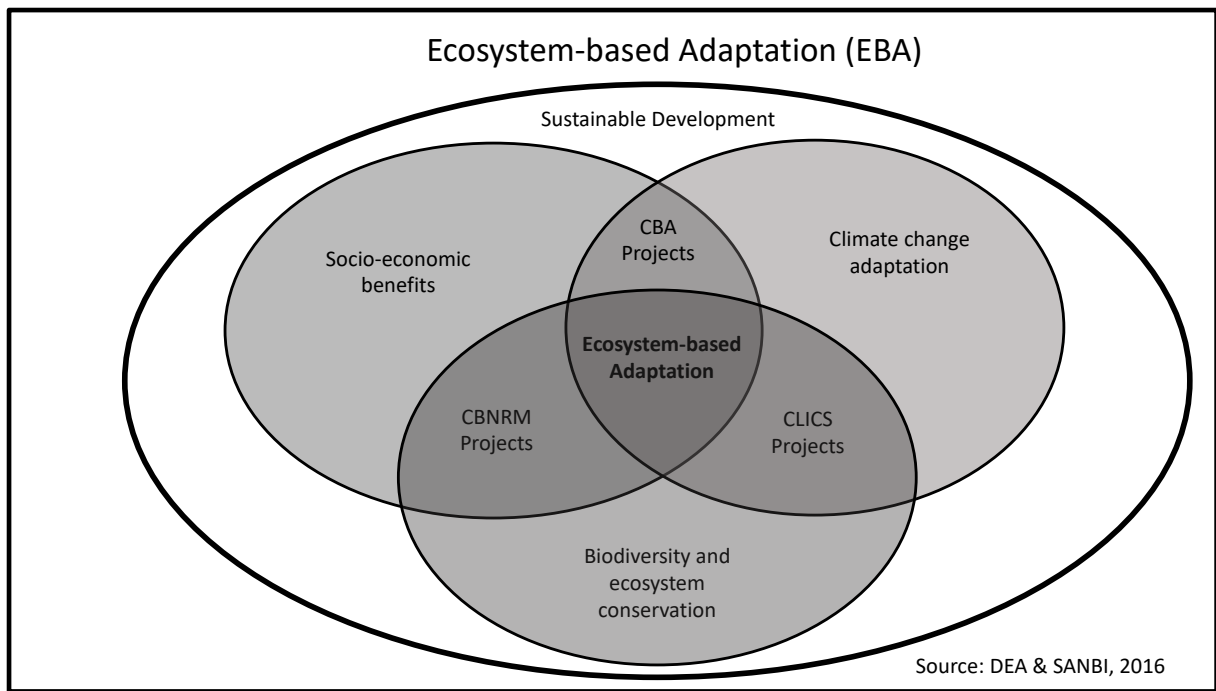 Ecosystem-based Adaptation (EBA)
Sustainable Development
CBA
Projects
Socio-economic
benefits
Climate change
adaptation
Ecosystem-based
Adaptation
CBNRM
Projects
CLICS
Projects
Biodiversity and
ecosystem
conservation
Source: DEA & SANBI, 2016